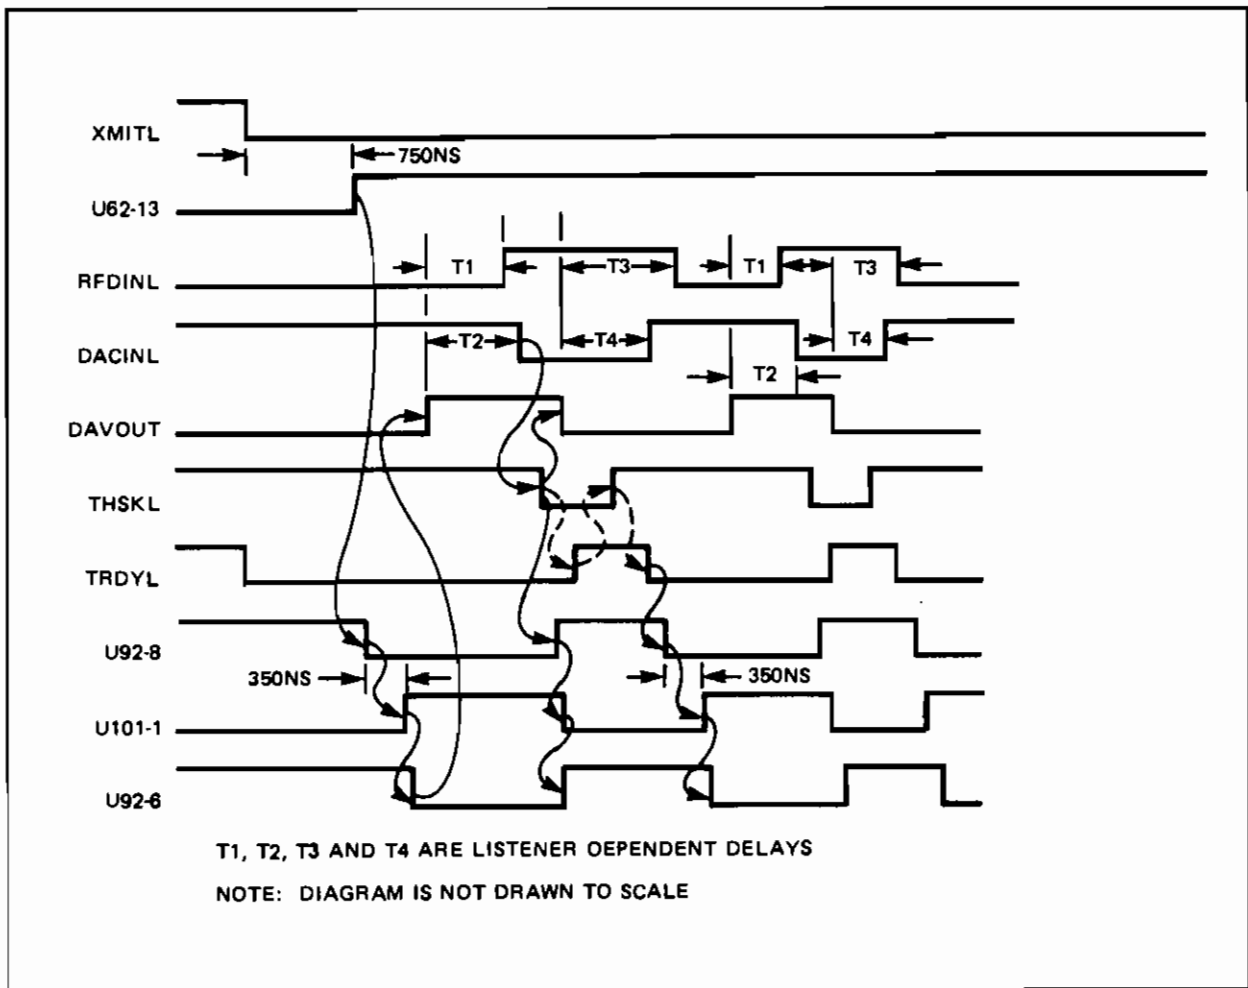 XMITL
750NS
U62-13
RFDINL
T1
T3
T1
T3
DACINL
T2
T4
T4
T2
DAVOUT
THSKL
TRDYL
U92-8
350NS
350NS
U101-1
U92-6
T1, T2, T3 AND T4 ARE LISTENER OEPENDENT DELAYS
NOTE: DIAGRAM IS NOT DRAWN TO SCALE